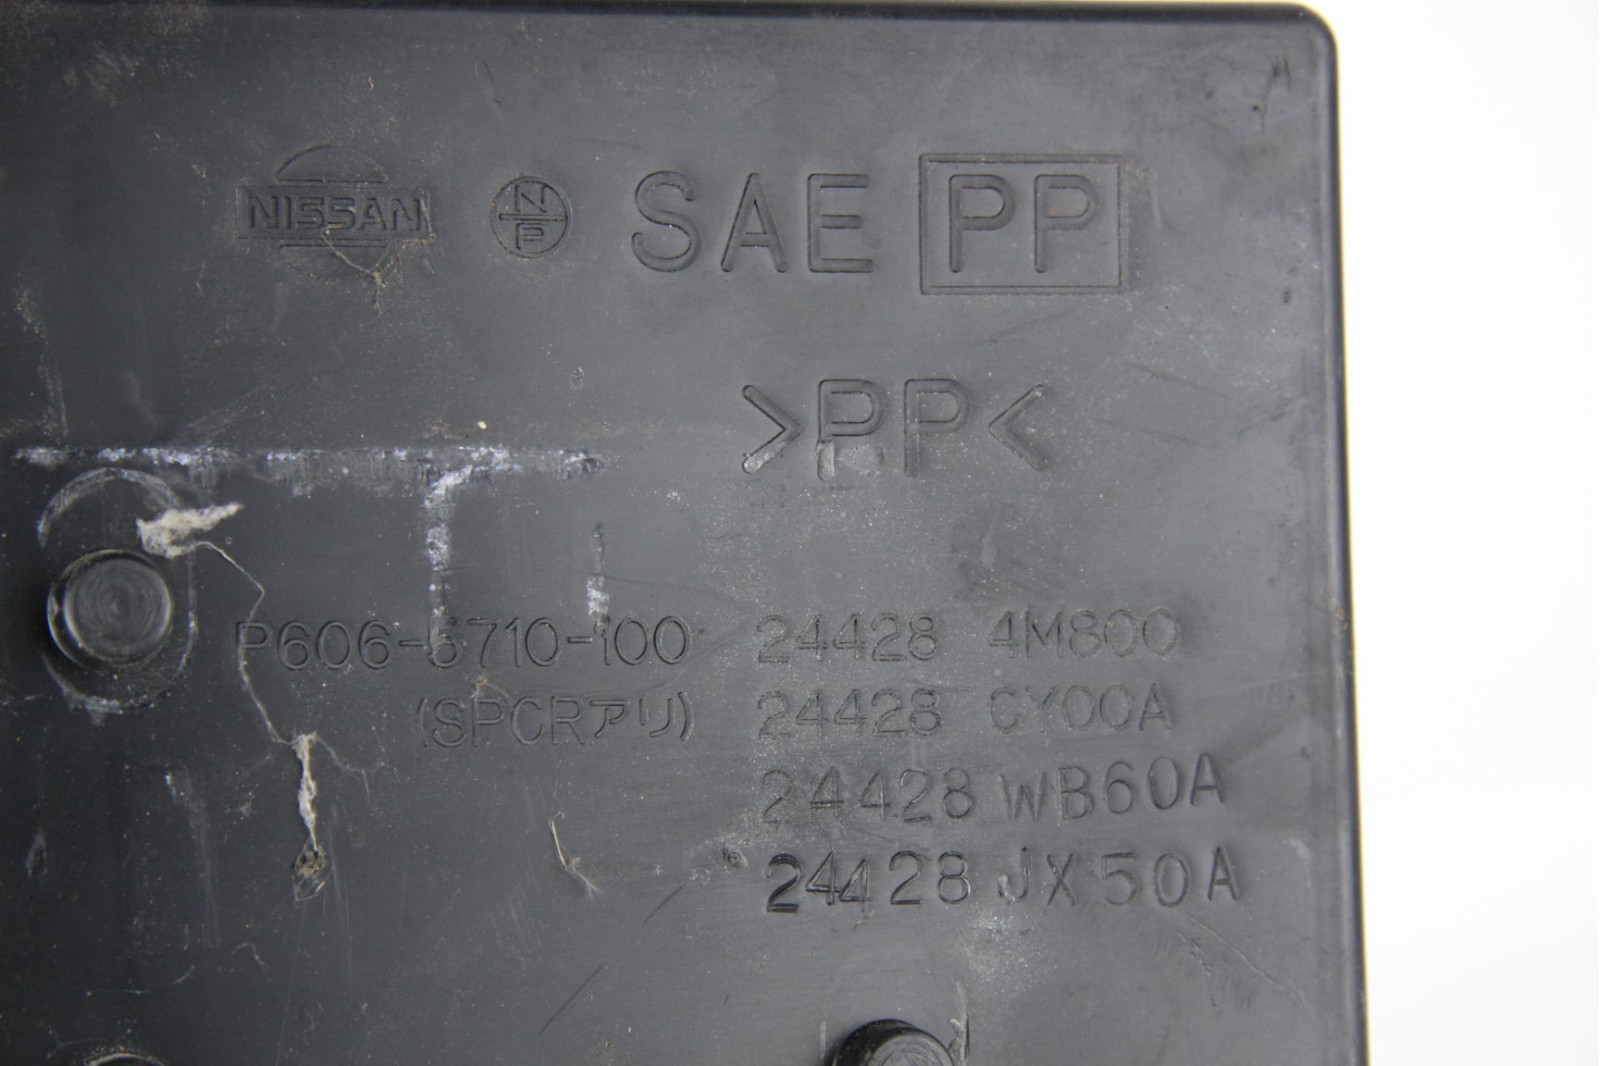 NISSAN N P SAE PP
>PP<
P606-5710-100 24428 4M800
(SPCRアリ) 24428 CY00A
24428 WB60A
24428 JX50A